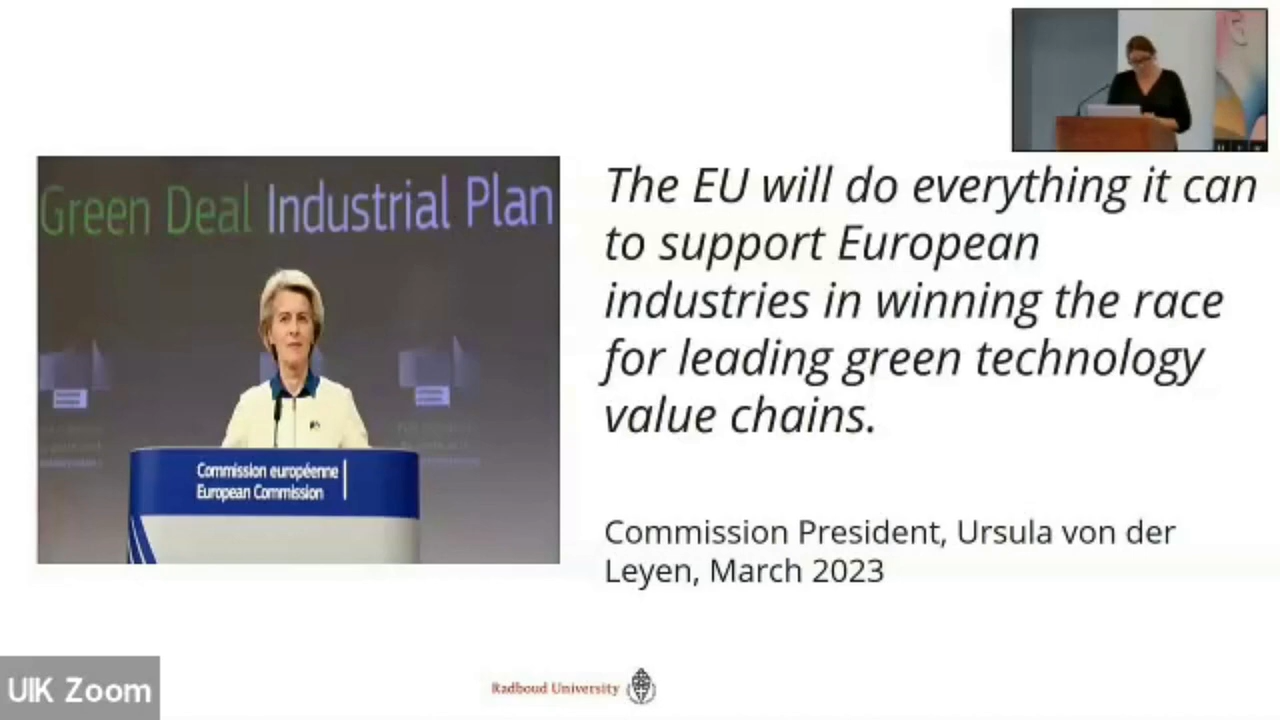 Green Deal Industrial Plan
Commission européenne
European Commission
The EU will do everything it can
to support European
industries in winning the race
for leading green technology
value chains.
Commission President, Ursula von der
Leyen, March 2023
UIK Zoom
Radboud University